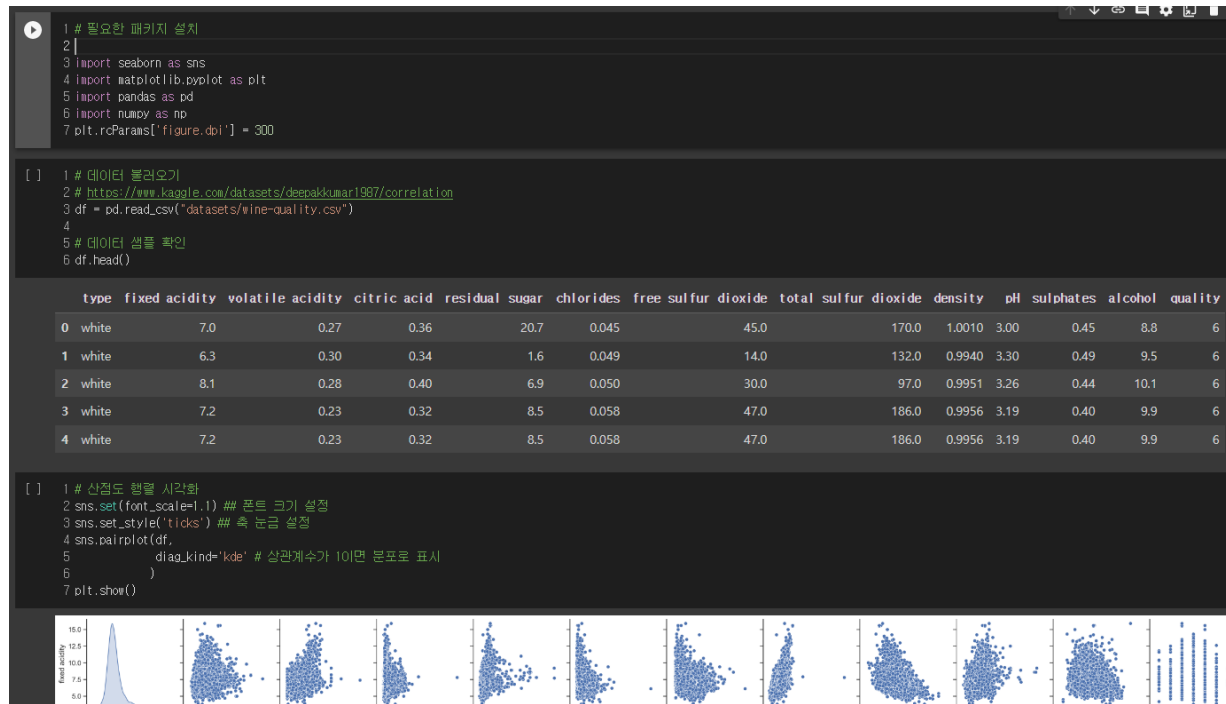 1 # 필요한 패키지 설치
2
3 import seaborn as sns
4 import matplotlib.pyplot as plt
5 import pandas as pd
6 import numpy as np
7 plt.rcParams['figure.dpi'] = 300
[ ] 1 # 데이터 불러오기
2 # https://www.kaggle.com/datasets/deepakkumar1987/correlation
3 df = pd.read_csv("datasets/wine-quality.csv")
4
5 # 데이터 샘플 확인
6 df.head()
type fixed acidity volatile acidity citric acid residual sugar chlorides free sulfur dioxide total sulfur dioxide density pH sulphates alcohol quality
0 white 7.0 0.27 0.36 20.7 0.045 45.0 170.0 1.0010 3.00 0.45 8.8 6
1 white 6.3 0.30 0.34 1.6 0.049 14.0 132.0 0.9940 3.30 0.49 9.5 6
2 white 8.1 0.28 0.40 6.9 0.050 30.0 97.0 0.9951 3.26 0.44 10.1 6
3 white 7.2 0.23 0.32 8.5 0.058 47.0 186.0 0.9956 3.19 0.40 9.9 6
4 white 7.2 0.23 0.32 8.5 0.058 47.0 186.0 0.9956 3.19 0.40 9.9 6
[ ] 1 # 산점도 행렬 시각화
2 sns.set(font_scale=1.1) ## 폰트 크기 설정
3 sns.set_style('ticks') ## 축 눈금 설정
4 sns.pairplot(df,
5 diag_kind='kde' # 상관계수가 1이면 분포로 표시
6 )
7 plt.show()
fixed acidity
15.0
12.5
10.0
7.5
5.0